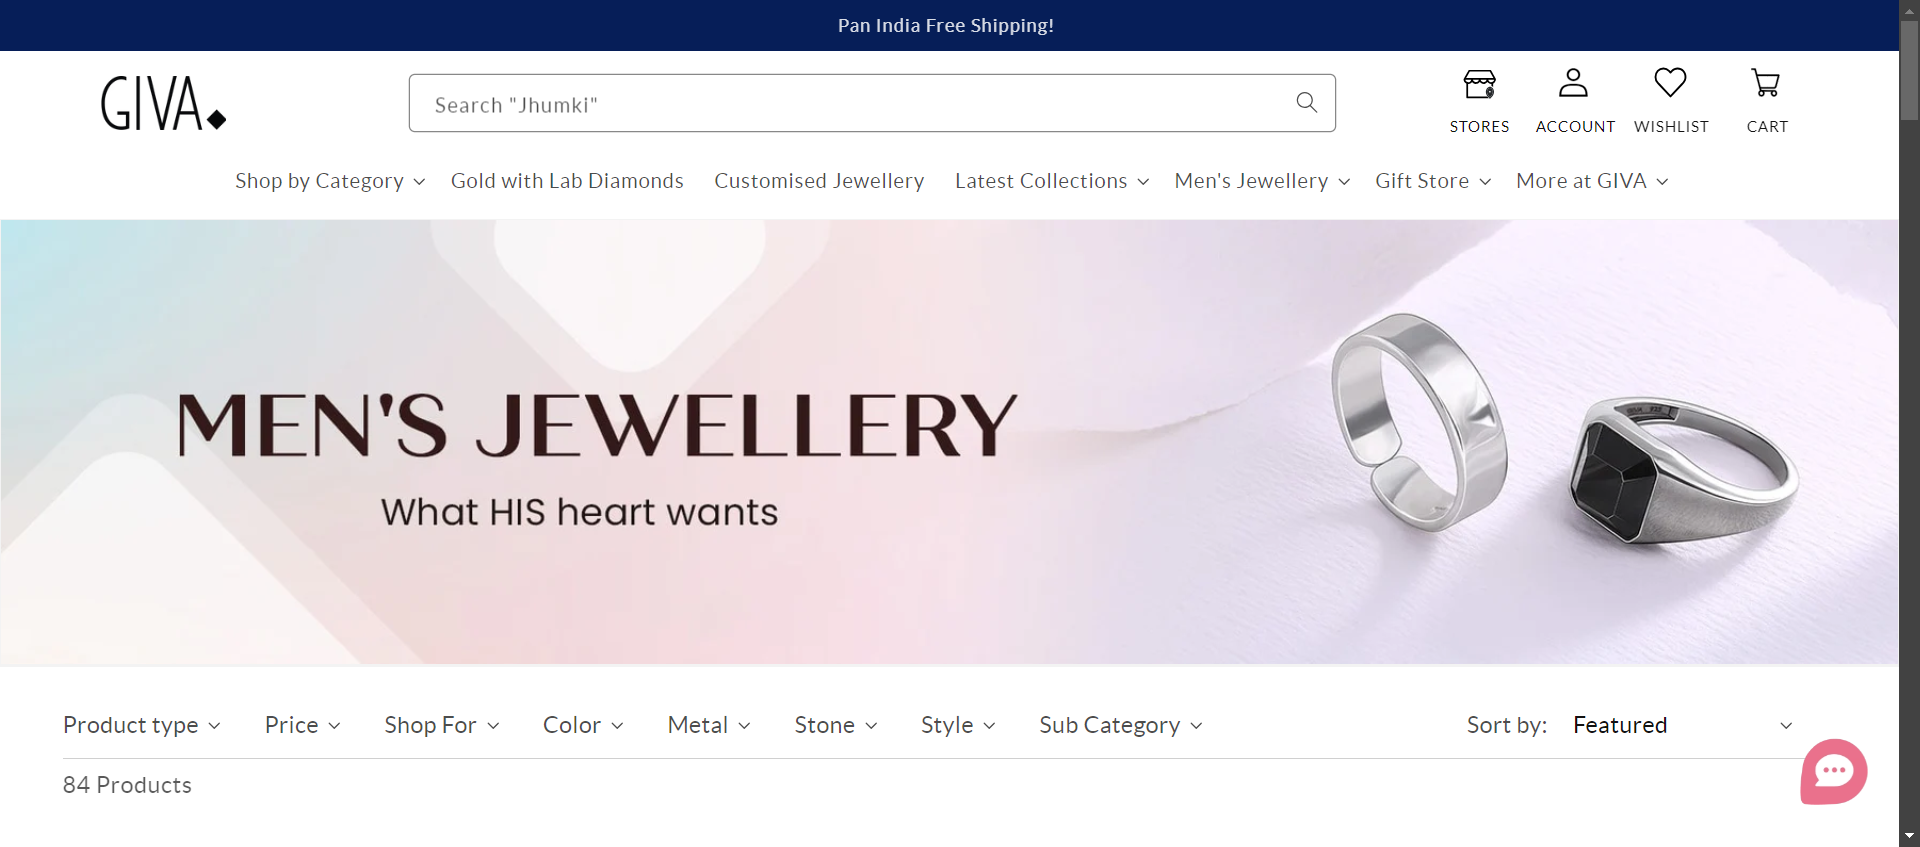 Pan India Free Shipping!
GIVA
Search "Jhumki"
STORES
ACCOUNT
WISHLIST
CART
Shop by Category
Gold with Lab Diamonds
Customised Jewellery
Latest Collections
Men's Jewellery
Gift Store
More at GIVA
MEN'S JEWELLERY
What HIS heart wants
Product type
Price
Shop For
Color
Metal
Stone
Style
Sub Category
Sort by:
Featured
84 Products